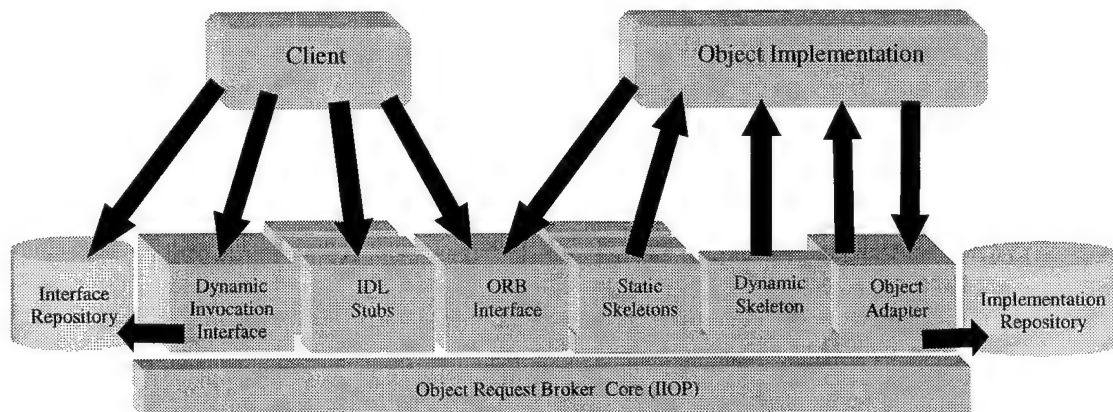 Client
Object Implementation
Interface
Repository
Dynamic
Invocation
Interface
IDL
Stubs
ORB
Interface
Static
Skeletons
Dynamic
Skeleton
Object
Adapter
Implementation
Repository
Object Request Broker Core (IIOP)